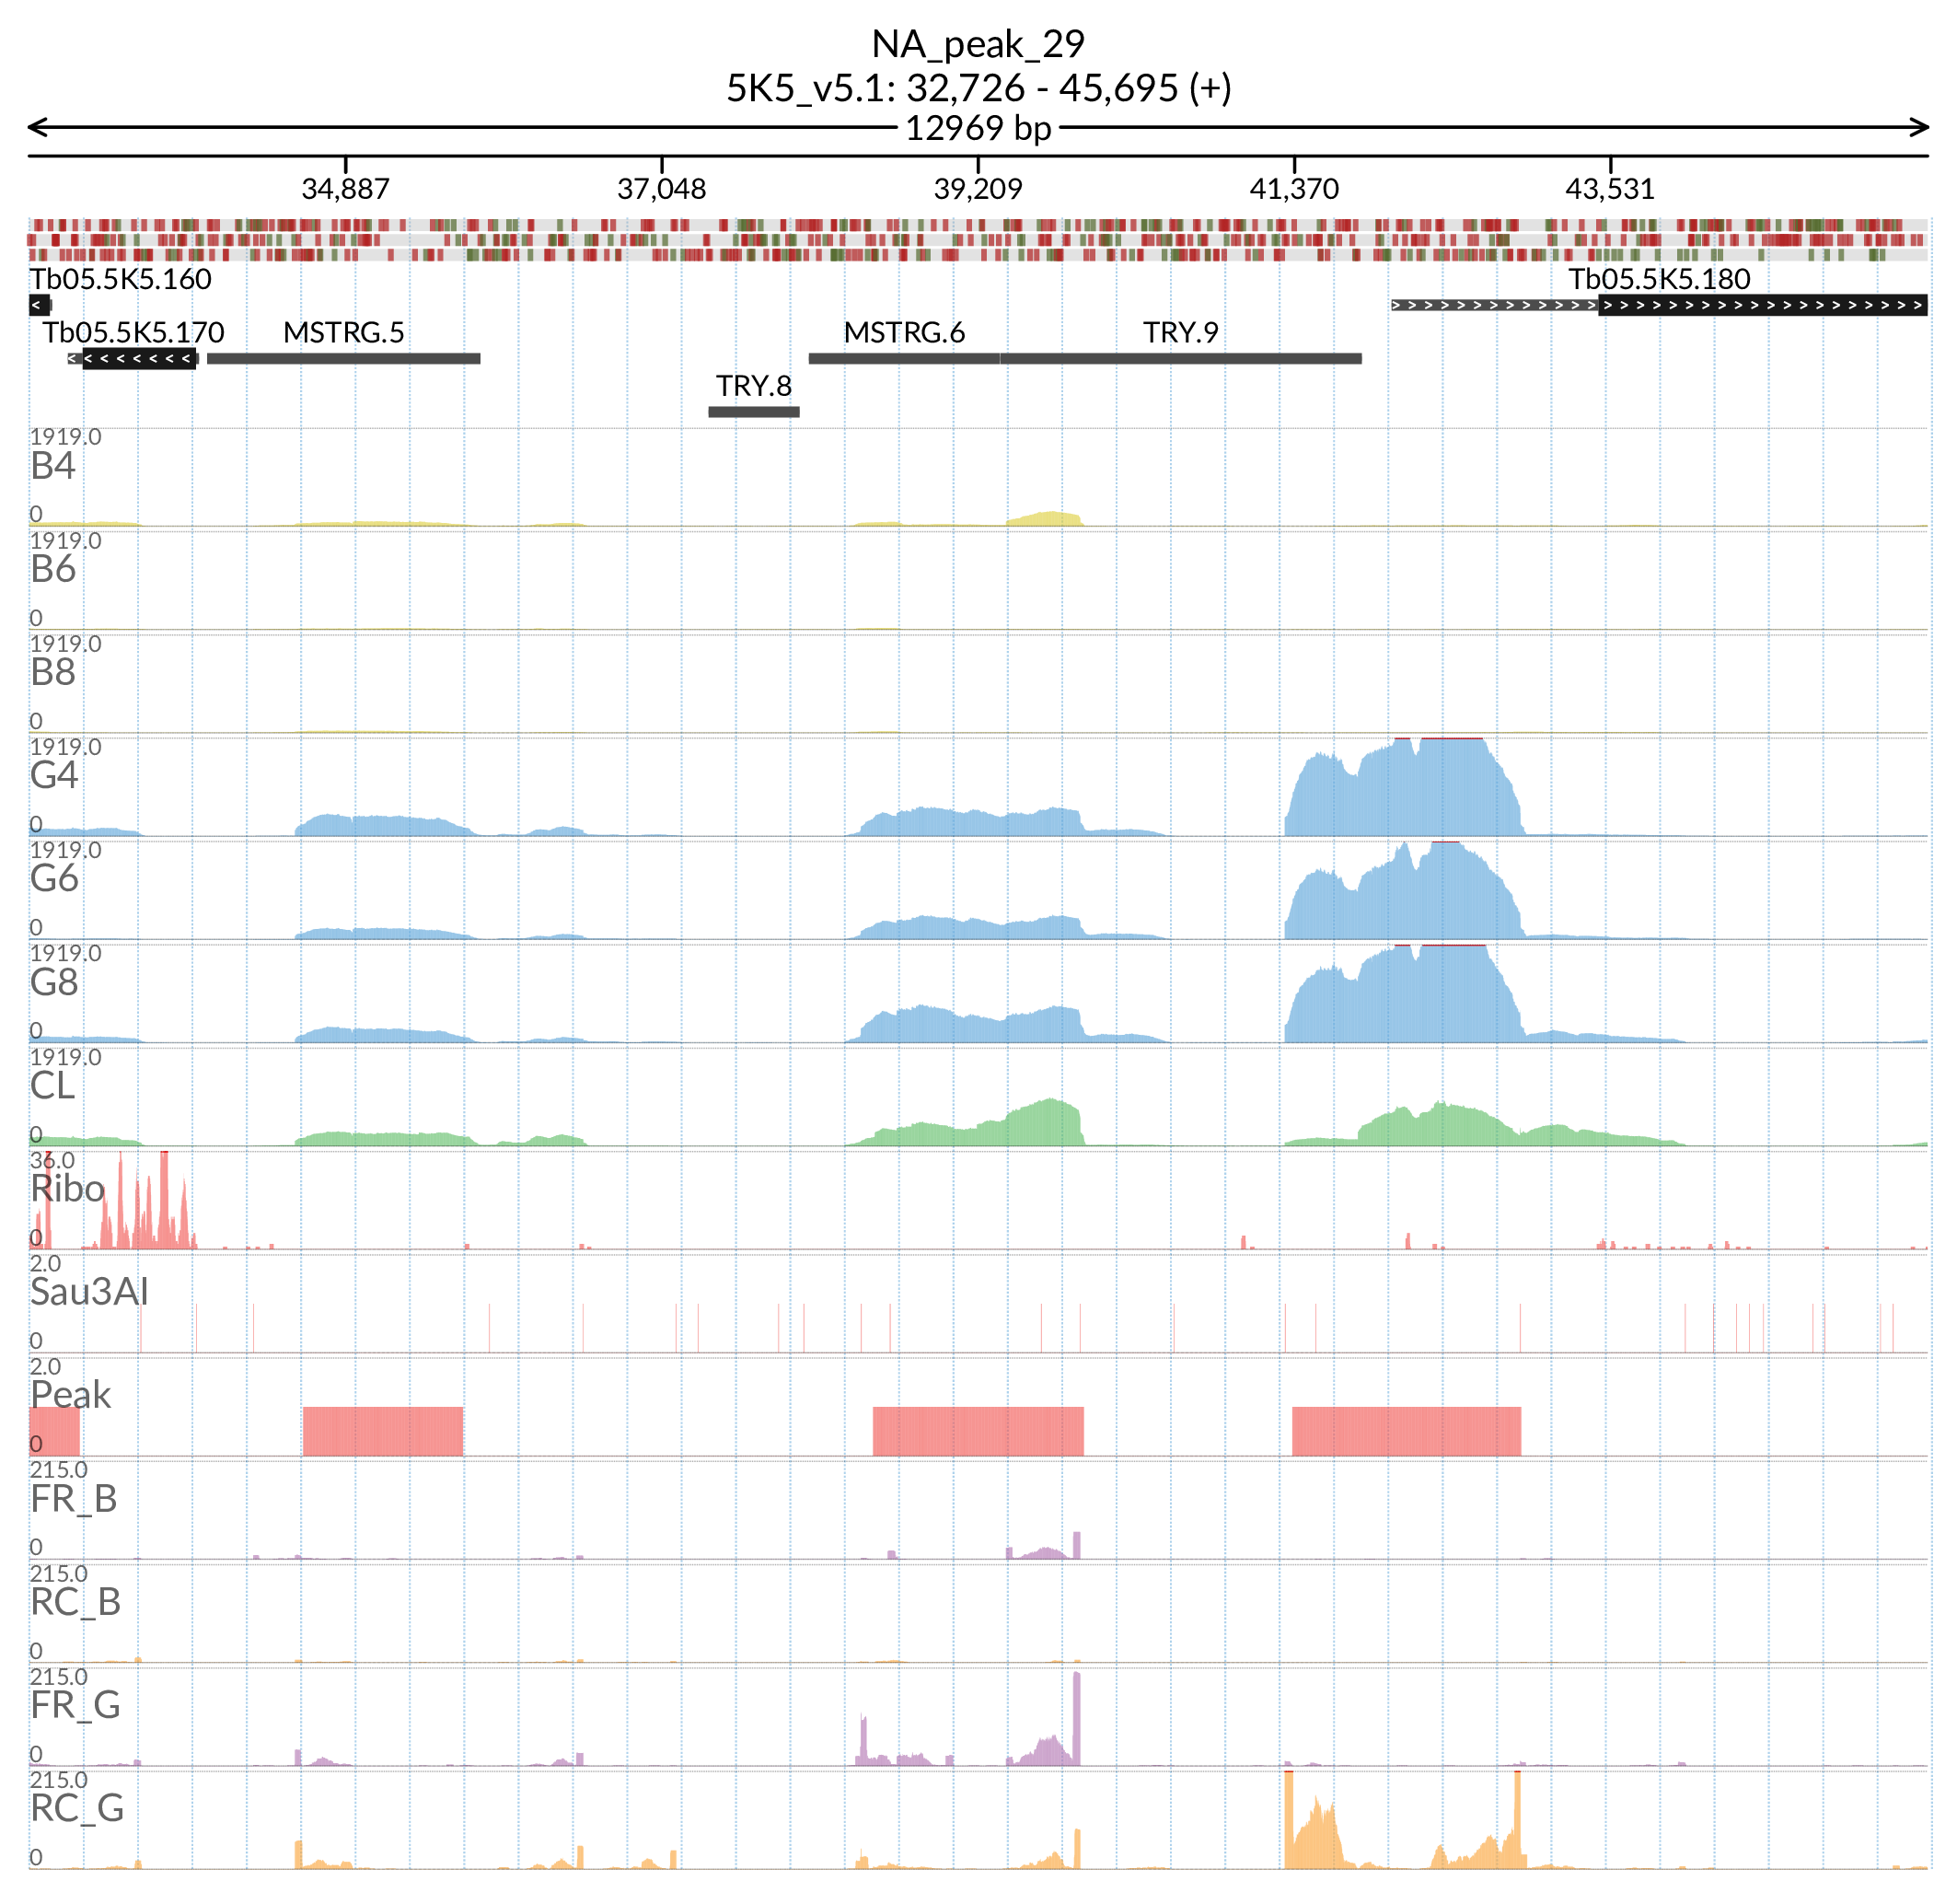 NA_peak_29
5K5_v5.1: 32,726 - 45,695 (+)
12969 bp
34,887 37,048 39,209 41,370 43,531
Tb05.5K5.160 Tb05.5K5.180
Tb05.5K5.170 MSTRG.5 MSTRG.6 TRY.9
TRY.8
1919.0
B4
0
1919.0
B6
0
1919.0
B8
0
1919.0
G4
0
1919.0
G6
0
1919.0
G8
0
1919.0
CL
0
36.0
Ribo
0
2.0
Sau3AI
0
2.0
Peak
0
215.0
FR_B
0
215.0
RC_B
0
215.0
FR_G
0
215.0
RC_G
0